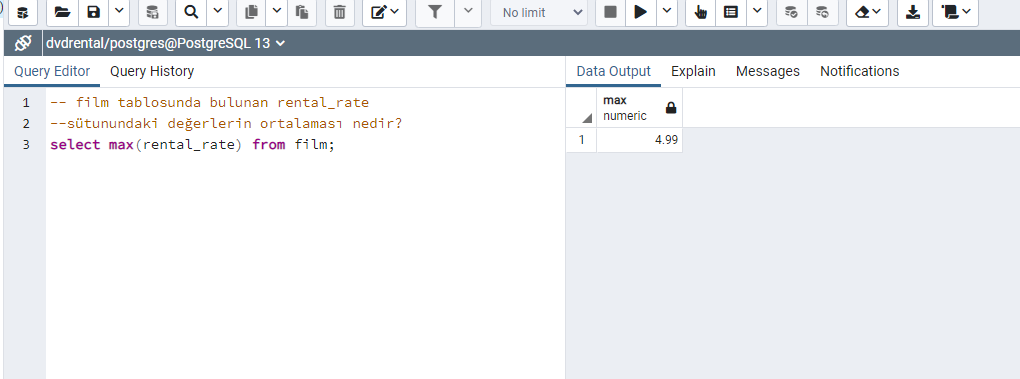 No limit
dvdrental/postgres@PostgreSQL 13
Query Editor Query History
1 -- film tablosunda bulunan rental_rate
2 --sütunundaki değerlerin ortalaması nedir?
3 select max(rental_rate) from film;
Data Output Explain Messages Notifications
max
numeric
1 4.99